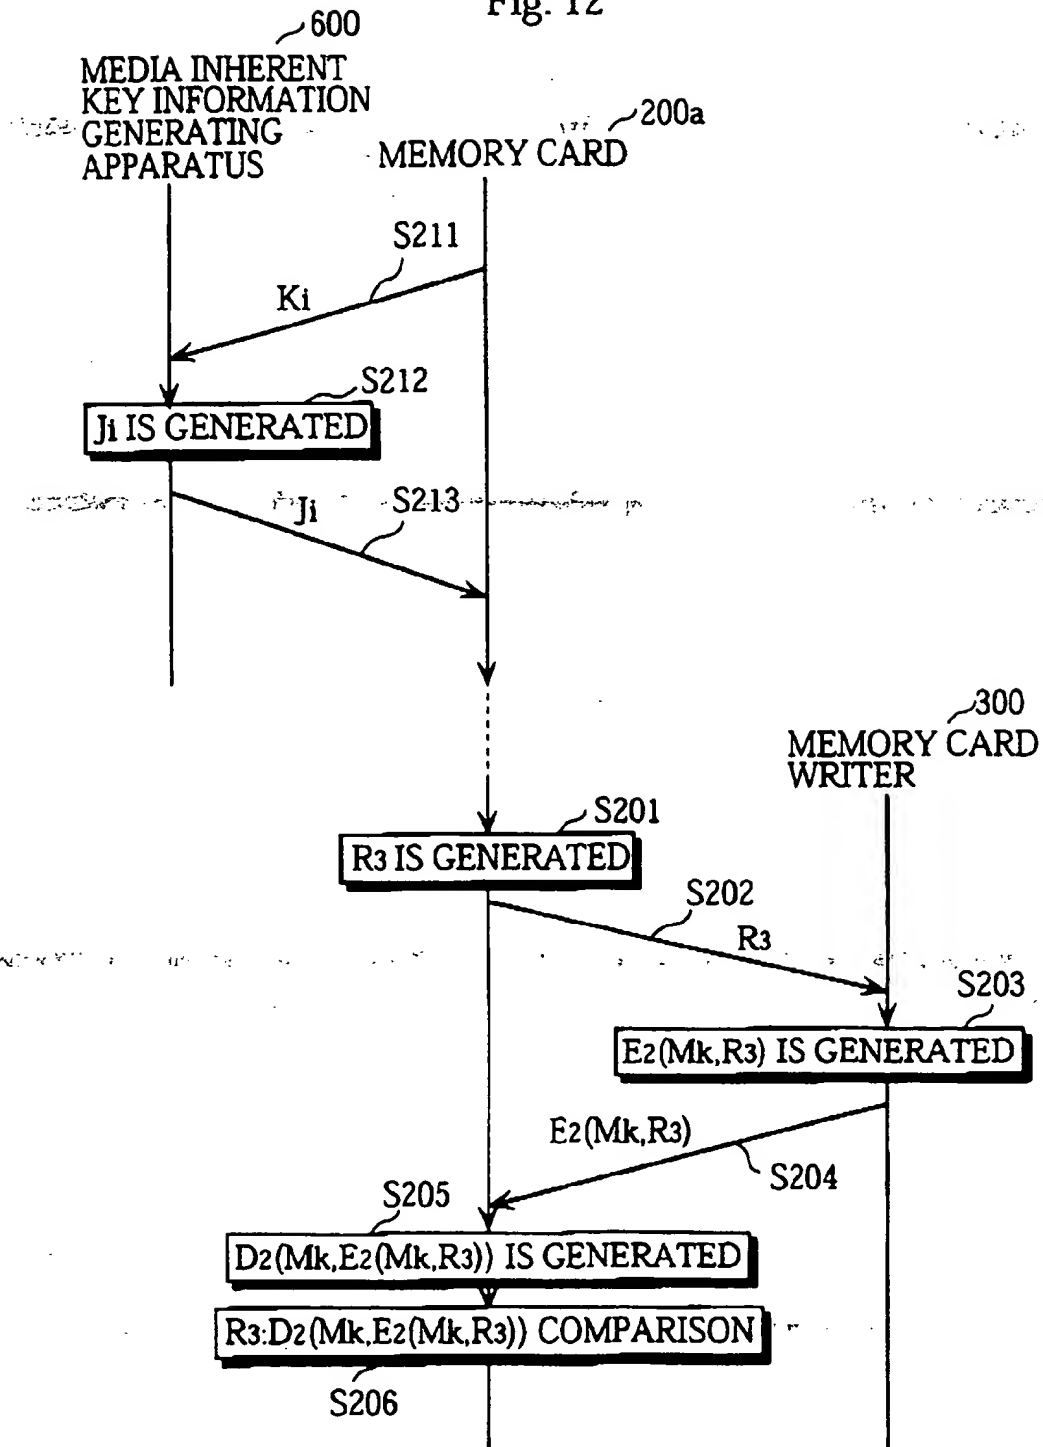 Fig. 12
600
MEDIA INHERENT
KEY INFORMATION
GENERATING
APPARATUS
200a
MEMORY CARD
S211
Ki
S212
Ji IS GENERATED
Ji
S213
300
MEMORY CARD
WRITER
S201
R3 IS GENERATED
S202
R3
S203
E2(Mk,R3) IS GENERATED
E2(Mk,R3)
S204
S205
D2(Mk,E2(Mk,R3)) IS GENERATED
R3:D2(Mk,E2(Mk,R3)) COMPARISON
S206